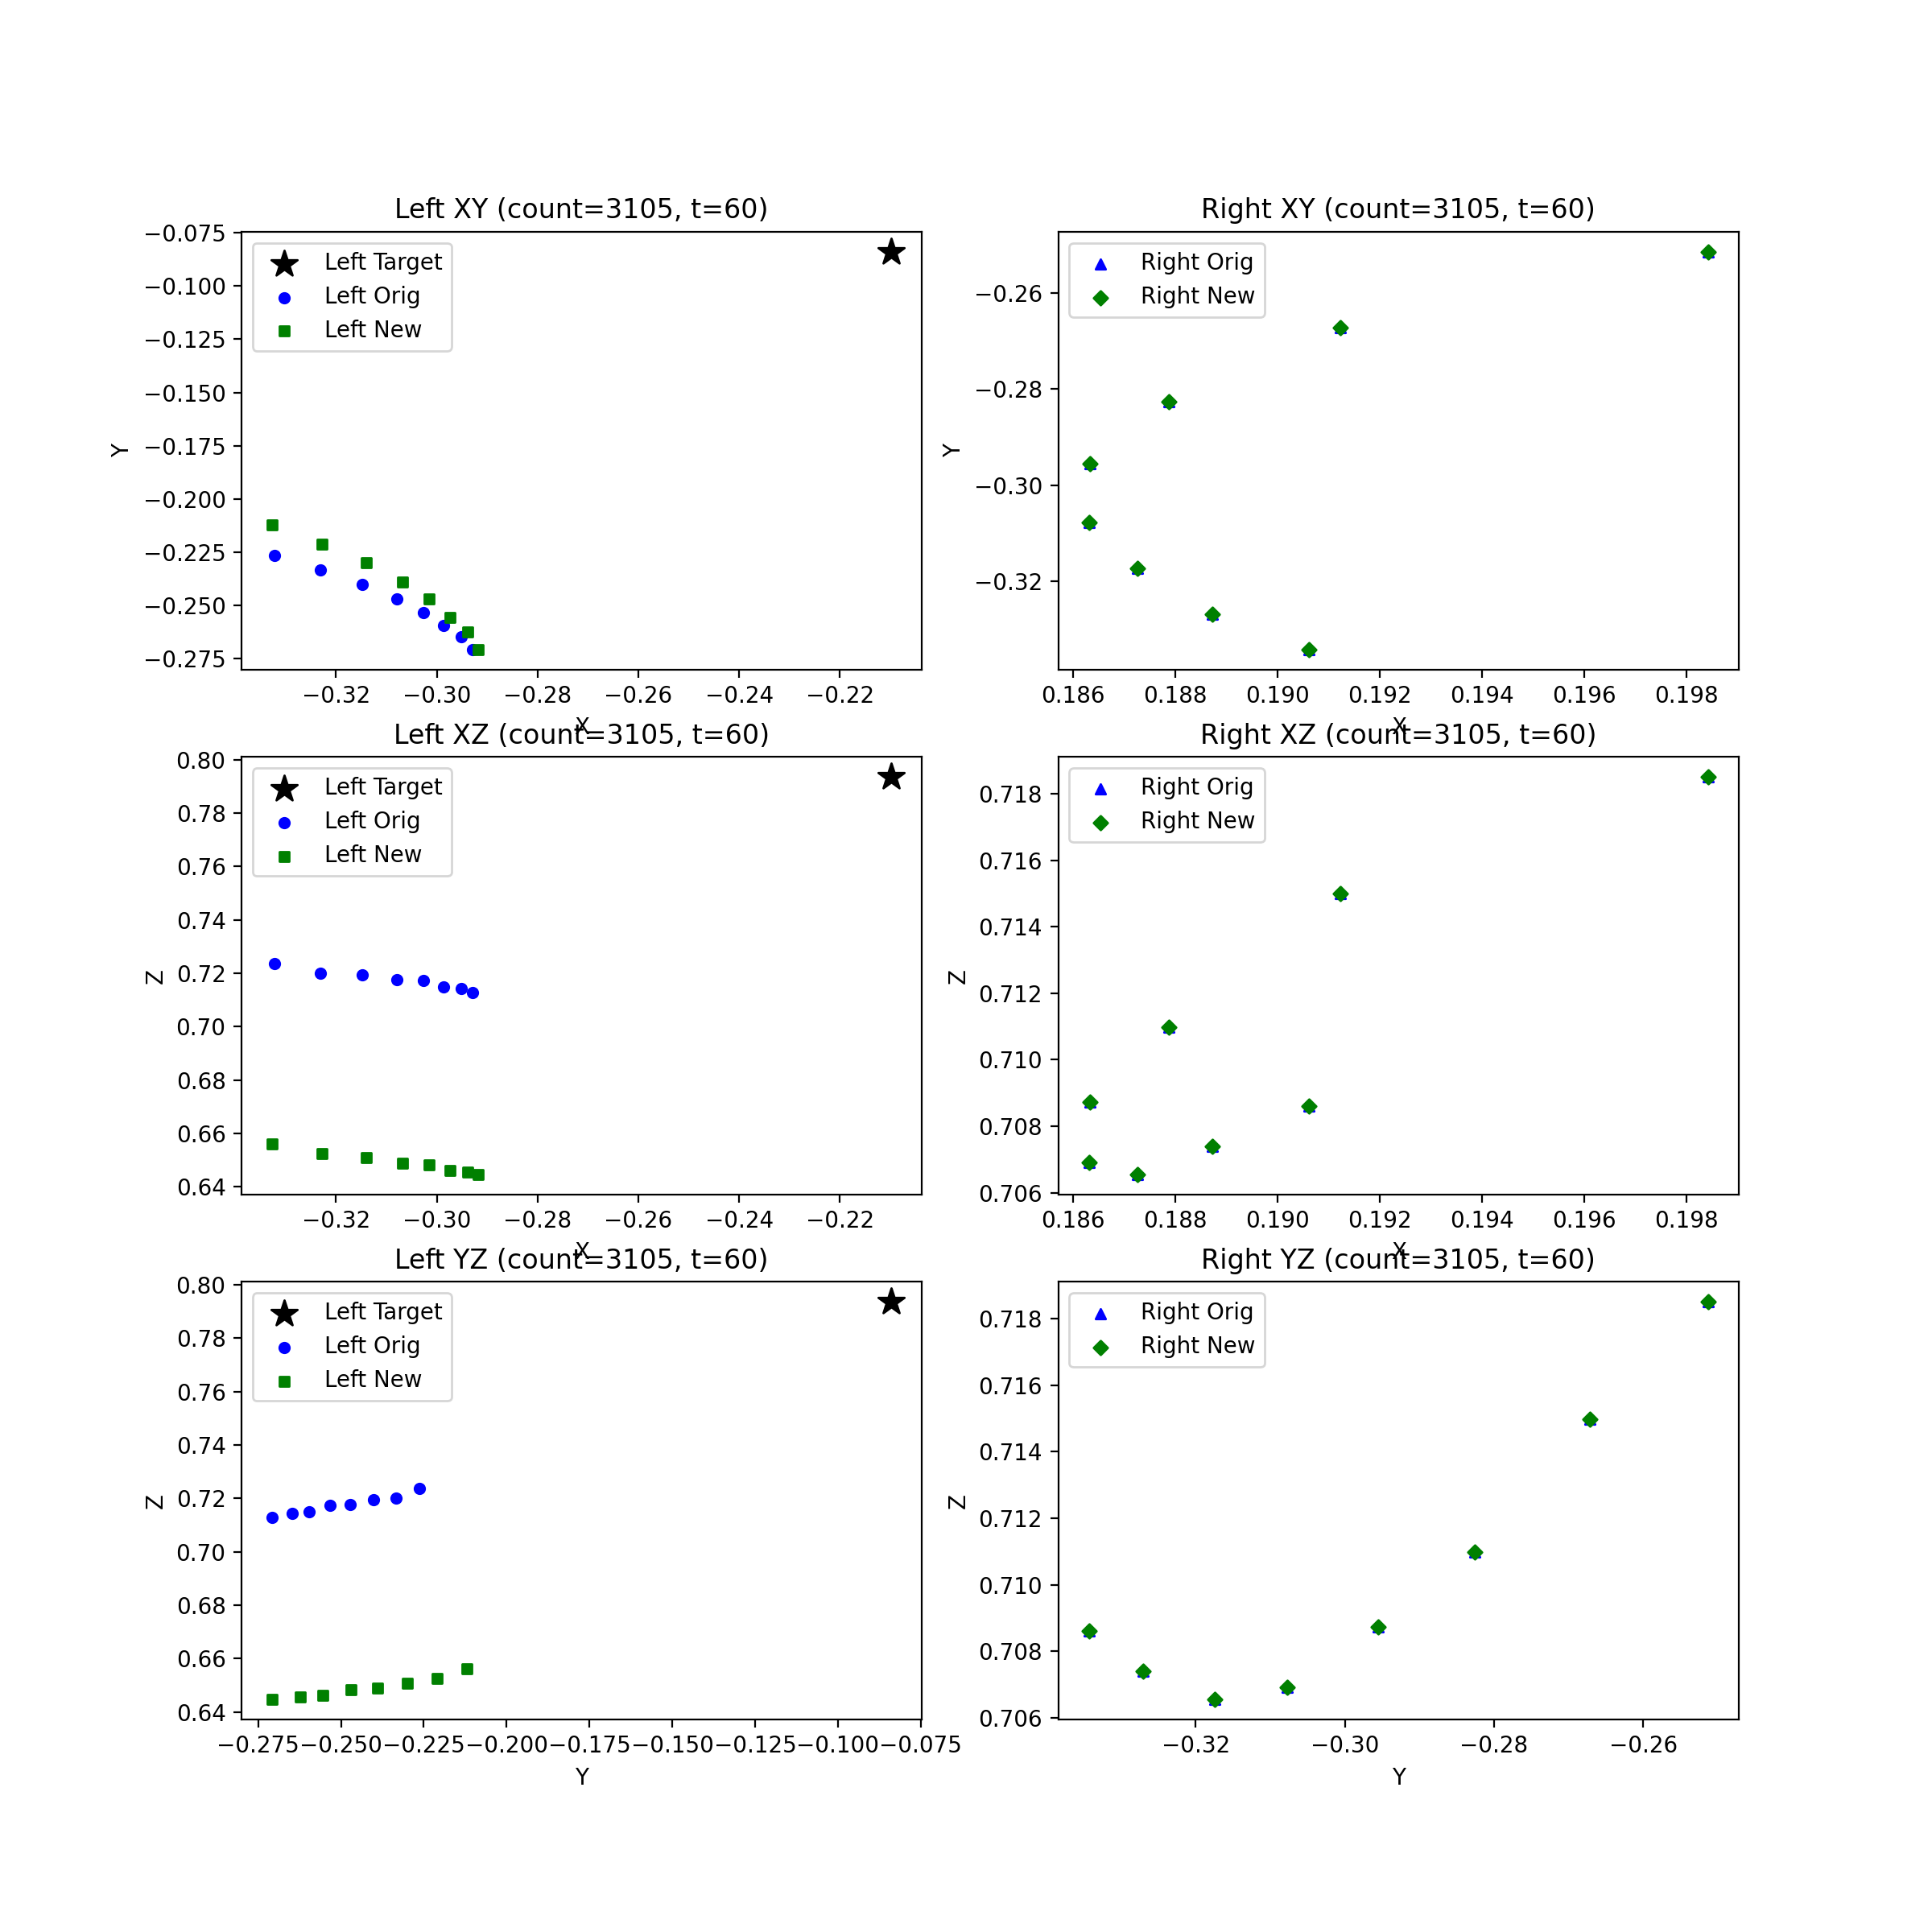 Left XY (count=3105, t=60)
Left Target
Left Orig
Left New
−0.075
−0.100
−0.125
−0.150
−0.175
−0.200
−0.225
−0.250
−0.275
Y
−0.32 −0.30 −0.28 −0.26 −0.24 −0.22
X
Right XY (count=3105, t=60)
Right Orig
Right New
−0.26
−0.28
−0.30
−0.32
Y
0.186 0.188 0.190 0.192 0.194 0.196 0.198
X
Left XZ (count=3105, t=60)
Left Target
Left Orig
Left New
0.80
0.78
0.76
0.74
0.72
0.70
0.68
0.66
0.64
Z
−0.32 −0.30 −0.28 −0.26 −0.24 −0.22
X
Right XZ (count=3105, t=60)
Right Orig
Right New
0.718
0.716
0.714
0.712
0.710
0.708
0.706
Z
0.186 0.188 0.190 0.192 0.194 0.196 0.198
X
Left YZ (count=3105, t=60)
Left Target
Left Orig
Left New
0.80
0.78
0.76
0.74
0.72
0.70
0.68
0.66
0.64
Z
−0.275 −0.250 −0.225 −0.200 −0.175 −0.150 −0.125 −0.100 −0.075
Y
Right YZ (count=3105, t=60)
Right Orig
Right New
0.718
0.716
0.714
0.712
0.710
0.708
0.706
Z
−0.32 −0.30 −0.28 −0.26
Y